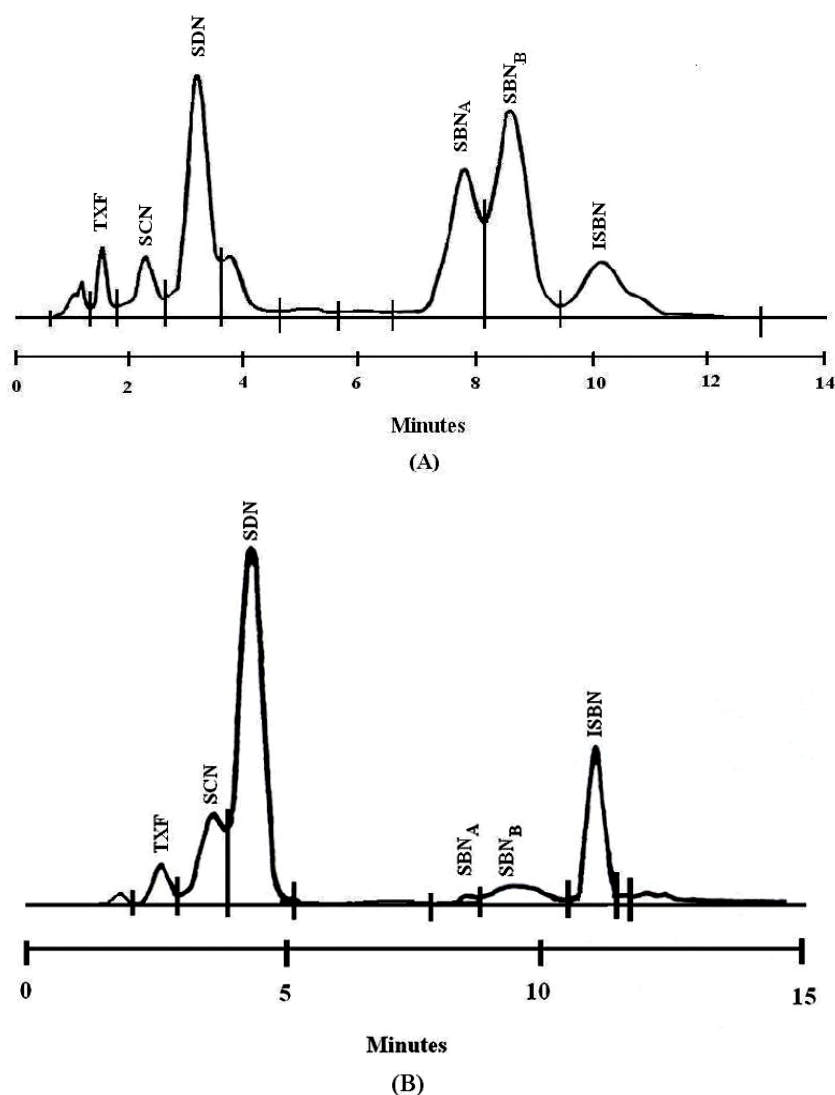 TXF
SCN
SDN
SBNA
SBNB
ISBN
0 2 4 6 8 10 12 14
Minutes
(A)
TXF
SCN
SDN
SBNA
SBNB
ISBN
0 5 10 15
Minutes
(B)